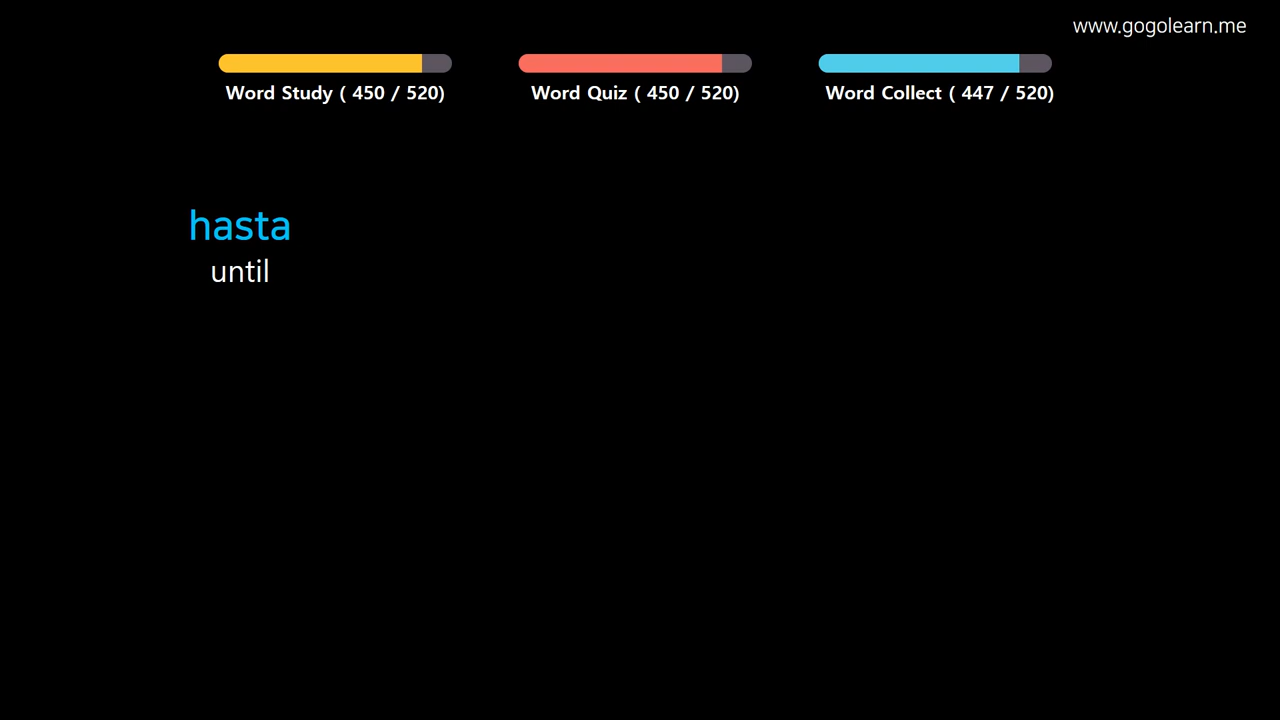 www.gogolearn.me
Word Study ( 450 / 520)
Word Quiz ( 450 / 520)
Word Collect ( 447 / 520)
hasta
until